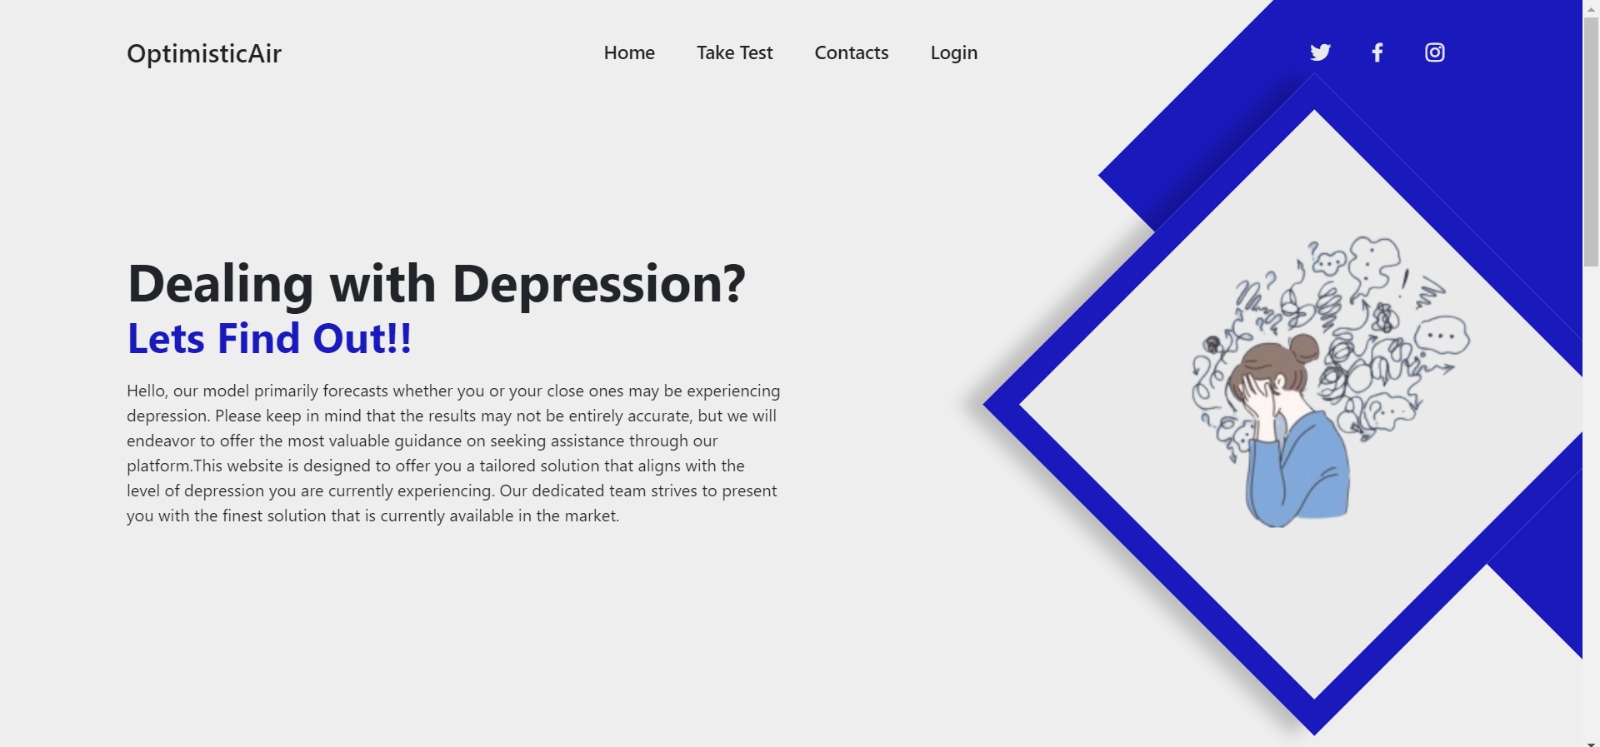 OptimisticAir
Home Take Test Contacts Login
Dealing with Depression?
Lets Find Out!!
Hello, our model primarily forecasts whether you or your close ones may be experiencing
depression. Please keep in mind that the results may not be entirely accurate, but we will
endeavor to offer the most valuable guidance on seeking assistance through our
platform.This website is designed to offer you a tailored solution that aligns with the
level of depression you are currently experiencing. Our dedicated team strives to present
you with the finest solution that is currently available in the market.